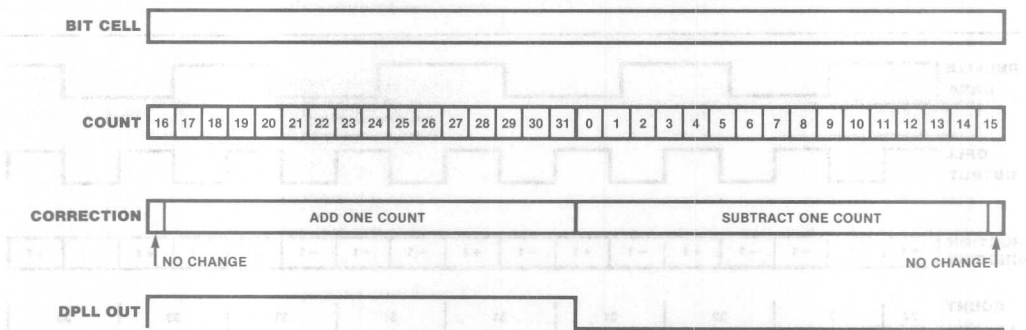 BIT CELL
COUNT 16 17 18 19 20 21 22 23 24 25 26 27 28 29 30 31 0 1 2 3 4 5 6 7 8 9 10 11 12 13 14 15
CORRECTION ADD ONE COUNT SUBTRACT ONE COUNT
NO CHANGE NO CHANGE
DPLL OUT